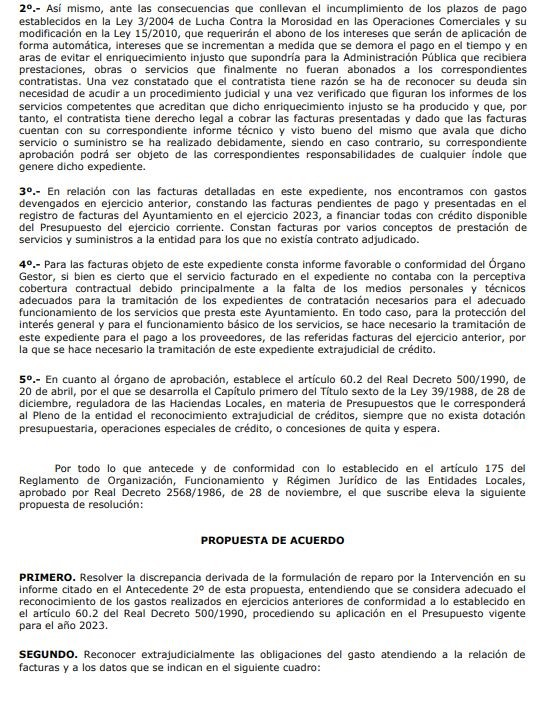 2º.- Así mismo, ante las consecuencias que conllevan el incumplimiento de los plazos de pago
establecidos en la Ley 3/2004 de Lucha Contra la Morosidad en las Operaciones Comerciales y su
modificación en la Ley 15/2010, que requerirán el abono de los intereses que serán de aplicación de
forma automática, intereses que se incrementan a medida que se demora el pago en el tiempo y en
aras de evitar el enriquecimiento injusto que supondría para la Administración Pública que recibiera
prestaciones, obras o servicios que finalmente no fueran abonados a los correspondientes
contratistas. Una vez constatado que el contratista tiene razón se ha de reconocer su deuda sin
necesidad de acudir a un procedimiento judicial y una vez verificado que figuran los informes de los
servicios competentes que acreditan que dicho enriquecimiento injusto se ha producido y que, por
tanto, el contratista tiene derecho legal a cobrar las facturas presentadas y dado que las facturas
cuentan con su correspondiente informe técnico y visto bueno del mismo que avala que dicho
servicio o suministro se ha realizado debidamente, siendo en caso contrario, su correspondiente
aprobación podrá ser objeto de las correspondientes responsabilidades de cualquier índole que
genere dicho expediente.
3º.- En relación con las facturas detalladas en este expediente, nos encontramos con gastos
devengados en ejercicio anterior, constando las facturas pendientes de pago y presentadas en el
registro de facturas del Ayuntamiento en el ejercicio 2023, a financiar todas con crédito disponible
del Presupuesto del ejercicio corriente. Constan facturas por varios conceptos de prestación de
servicios y suministros a la entidad para los que no existía contrato adjudicado.
4º.- Para las facturas objeto de este expediente consta informe favorable o conformidad del Órgano
Gestor, si bien es cierto que el servicio facturado en el expediente no contaba con la perceptiva
cobertura contractual debido principalmente a la falta de los medios personales y técnicos
adecuados para la tramitación de los expedientes de contratación necesarios para el adecuado
funcionamiento de los servicios que presta este Ayuntamiento. En todo caso, para la protección del
interés general y para el funcionamiento básico de los servicios, se hace necesario la tramitación de
este expediente para el pago a los proveedores, de las referidas facturas del ejercicio anterior, por
la que se hace necesario la tramitación de este expediente extrajudicial de crédito.
5º.- En cuanto al órgano de aprobación, establece el artículo 60.2 del Real Decreto 500/1990, de
20 de abril, por el que se desarrolla el Capítulo primero del Título sexto de la Ley 39/1988, de 28 de
diciembre, reguladora de las Haciendas Locales, en materia de Presupuestos que le corresponderá
al Pleno de la entidad el reconocimiento extrajudicial de créditos, siempre que no exista dotación
presupuestaria, operaciones especiales de crédito, o concesiones de quita y espera.
Por todo lo que antecede y de conformidad con lo establecido en el artículo 175 del
Reglamento de Organización, Funcionamiento y Régimen Jurídico de las Entidades Locales,
aprobado por Real Decreto 2568/1986, de 28 de noviembre, el que suscribe eleva la siguiente
propuesta de resolución:
PROPUESTA DE ACUERDO
PRIMERO. Resolver la discrepancia derivada de la formulación de reparo por la Intervención en su
informe citado en el Antecedente 2º de esta propuesta, entendiendo que se considera adecuado el
reconocimiento de los gastos realizados en ejercicios anteriores de conformidad a lo establecido en
el artículo 60.2 del Real Decreto 500/1990, procediendo su aplicación en el Presupuesto vigente
para el año 2023.
SEGUNDO. Reconocer extrajudicialmente las obligaciones del gasto atendiendo a la relación de
facturas y a los datos que se indican en el siguiente cuadro: